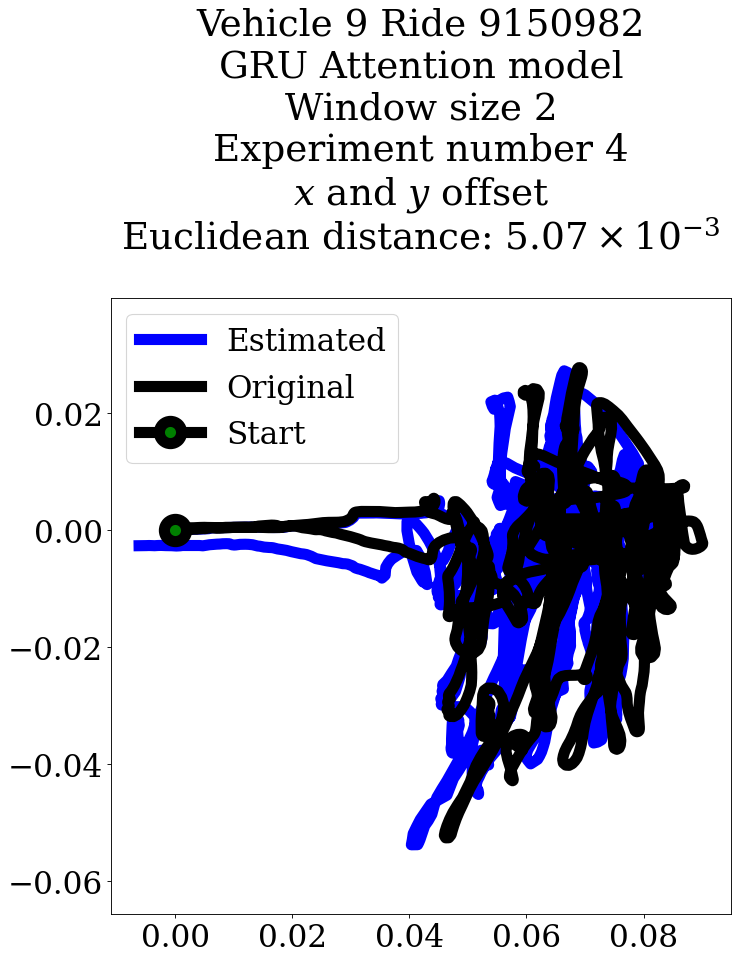 Vehicle 9 Ride 9150982
GRU Attention model
Window size 2
Experiment number 4
x and y offset
Euclidean distance: 5.07 × 10⁻³
Estimated
Original
Start
0.02
0.00
−0.02
−0.04
−0.06
0.00 0.02 0.04 0.06 0.08